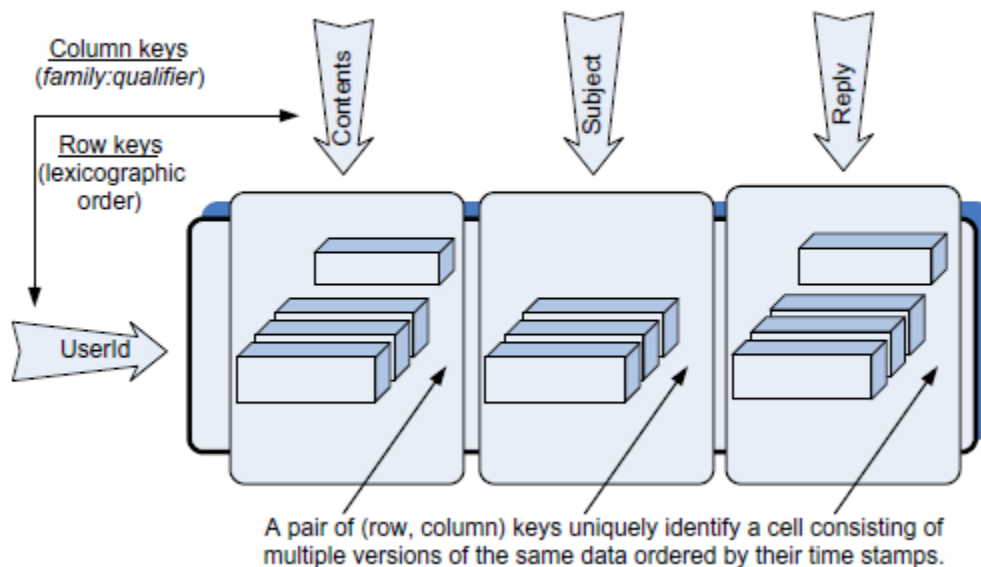 Column keys
(family:qualifier)
Row keys
(lexicographic
order)
Contents
Subject
Reply
UserId
A pair of (row, column) keys uniquely identify a cell consisting of
multiple versions of the same data ordered by their time stamps.